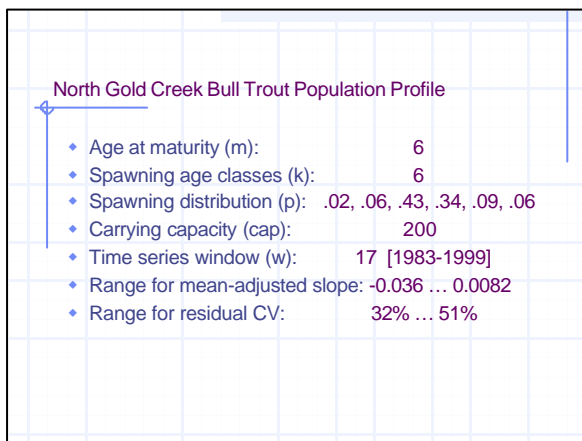 North Gold Creek Bull Trout Population Profile
Age at maturity (m): 6
Spawning age classes (k): 6
Spawning distribution (p): .02, .06, .43, .34, .09, .06
Carrying capacity (cap): 200
Time series window (w): 17 [1983-1999]
Range for mean-adjusted slope: -0.036 … 0.0082
Range for residual CV: 32% … 51%